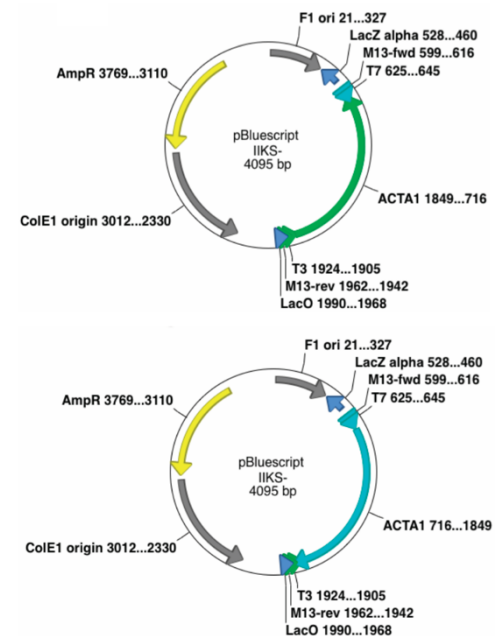 F1 ori 21...327
LacZ alpha 528...460
M13-fwd 599...616
T7 625...645
AmpR 3769...3110
pBluescript
IIKS-
4095 bp
ACTA1 1849...716
ColE1 origin 3012...2330
T3 1924...1905
M13-rev 1962...1942
LacO 1990...1968
F1 ori 21...327
LacZ alpha 528...460
M13-fwd 599...616
T7 625...645
AmpR 3769...3110
pBluescript
IIKS-
4095 bp
ACTA1 716...1849
ColE1 origin 3012...2330
T3 1924...1905
M13-rev 1962...1942
LacO 1990...1968